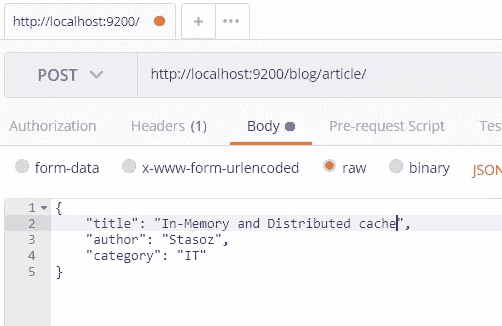 http://localhost:9200/ + •••
POST http://localhost:9200/blog/article/
Authorization Headers (1) Body Pre-request Script Tes
form-data x-www-form-urlencoded raw binary JSON
1 {
2 "title": "In-Memory and Distributed cache",
3 "author": "Stasoz",
4 "category": "IT"
5 }